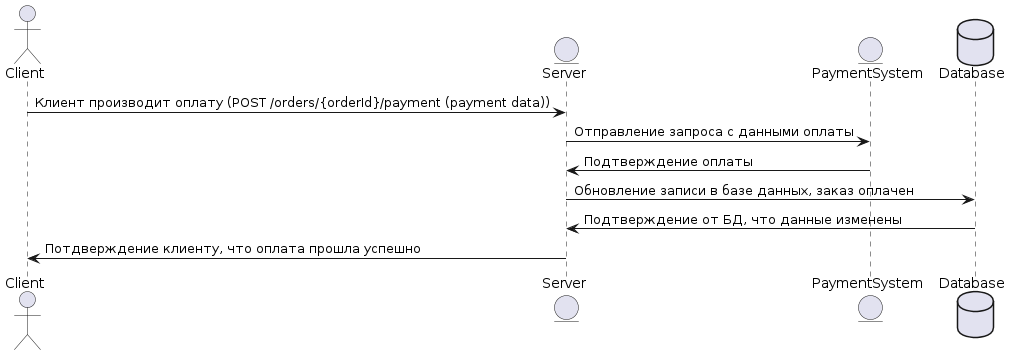 Client
Server
PaymentSystem
Database
Клиент производит оплату (POST /orders/{orderId}/payment (payment data))
Отправление запроса с данными оплаты
Подтверждение оплаты
Обновление записи в базе данных, заказ оплачен
Подтверждение от БД, что данные изменены
Потдверждение клиенту, что оплата прошла успешно
Client
Server
PaymentSystem
Database